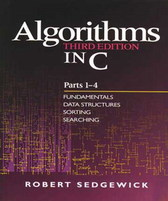 Algorithms
THIRD EDITION
IN C
Parts 1–4
FUNDAMENTALS
DATA STRUCTURES
SORTING
SEARCHING
ROBERT SEDGEWICK